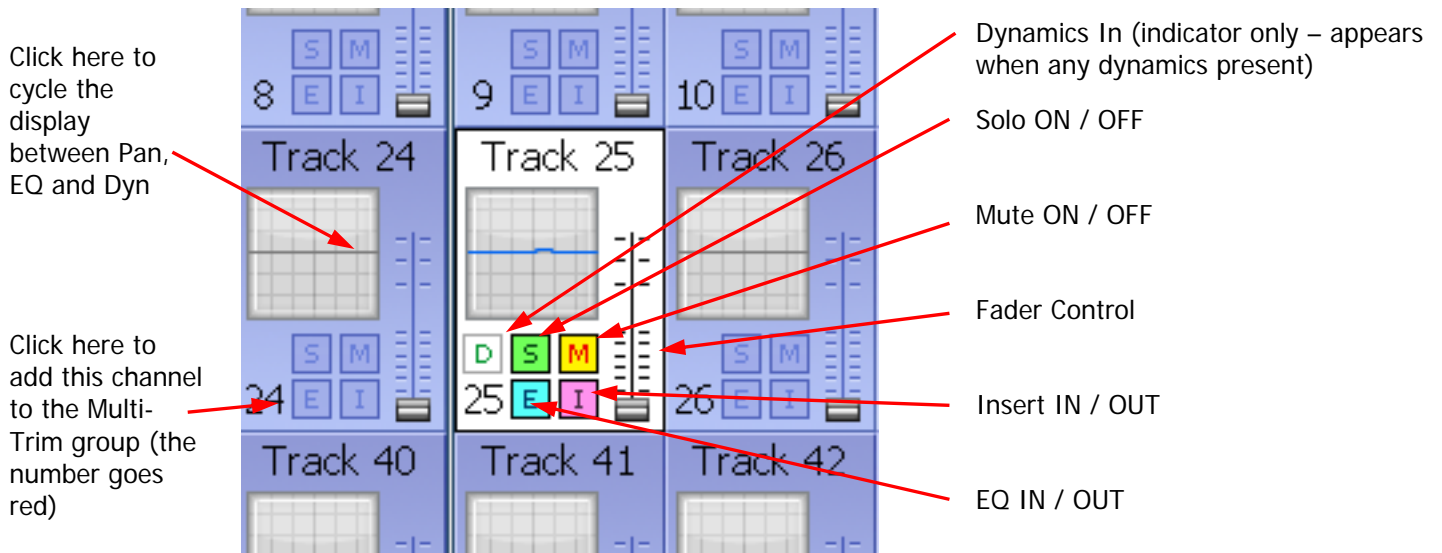 Click here to
cycle the
display
between Pan,
EQ and Dyn
Click here to
add this channel
to the Multi-
Trim group (the
number goes
red)
S M
8 E I
S M
9 E I
S M
10 E I
Track 24
S M
24 E I
Track 25
D S M
25 E I
Track 26
S M
26 E I
Track 40
Track 41
Track 42
Dynamics In (indicator only – appears
when any dynamics present)
Solo ON / OFF
Mute ON / OFF
Fader Control
Insert IN / OUT
EQ IN / OUT